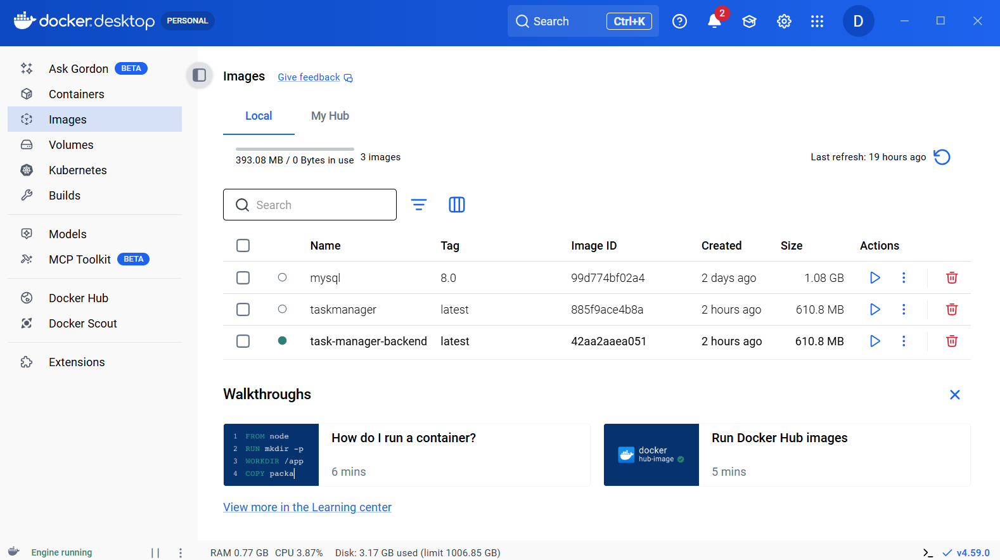 docker.desktop PERSONAL Search Ctrl+K 2 D
Ask Gordon BETA
Containers
Images
Volumes
Kubernetes
Builds
Models
MCP Toolkit BETA
Docker Hub
Docker Scout
Extensions
Images Give feedback
Local My Hub
393.08 MB / 0 Bytes in use 3 images Last refresh: 19 hours ago
Search
Name Tag Image ID Created Size Actions
mysql 8.0 99d774bf02a4 2 days ago 1.08 GB
taskmanager latest 885f9ace4b8a 2 hours ago 610.8 MB
task-manager-backend latest 42aa2aaea051 2 hours ago 610.8 MB
Walkthroughs
1 FROM node
2 RUN mkdir -p
3 WORKDIR /app
4 COPY packa
How do I run a container?
6 mins
docker
hub-image
Run Docker Hub images
5 mins
View more in the Learning center
Engine running RAM 0.77 GB CPU 3.87% Disk: 3.17 GB used (limit 1006.85 GB) v4.59.0